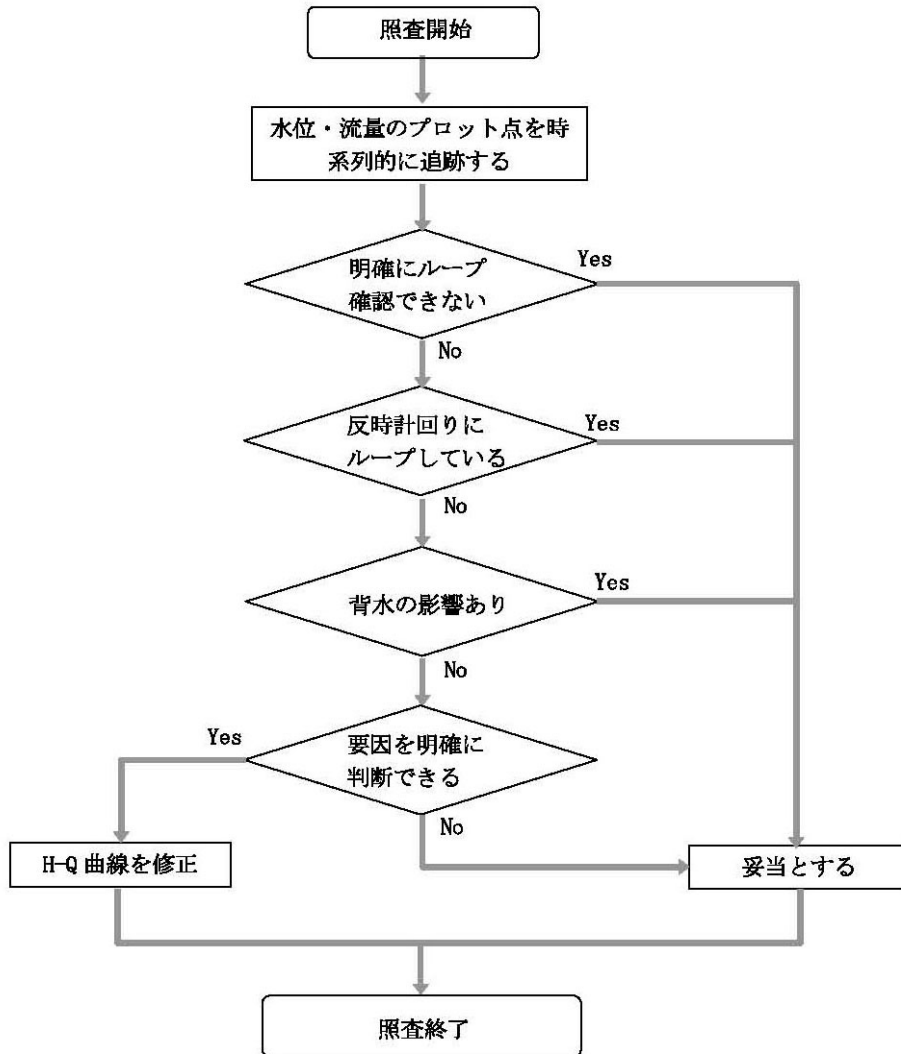 照査開始
水位・流量のプロット点を時
系列的に追跡する
明確にループ
確認できない
Yes
No
反時計回りに
ループしている
Yes
No
背水の影響あり
Yes
No
Yes
要因を明確に
判断できる
No
H-Q 曲線を修正
妥当とする
照査終了